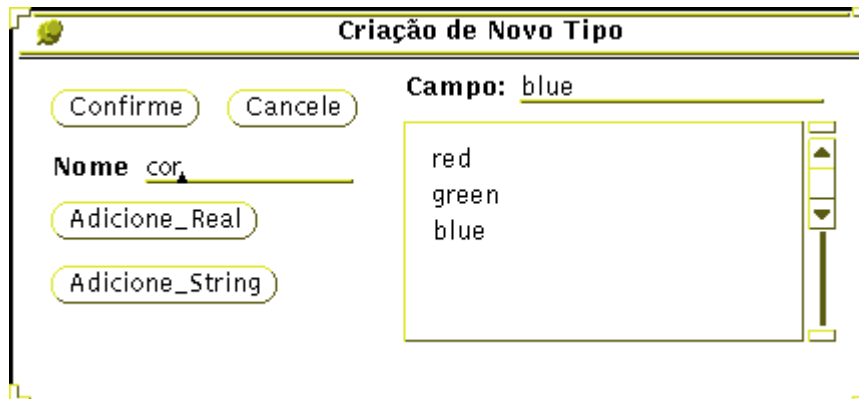 Criação de Novo Tipo
Confirme
Cancele
Nome cor
Adicione_Real
Adicione_String
Campo: blue
red
green
blue